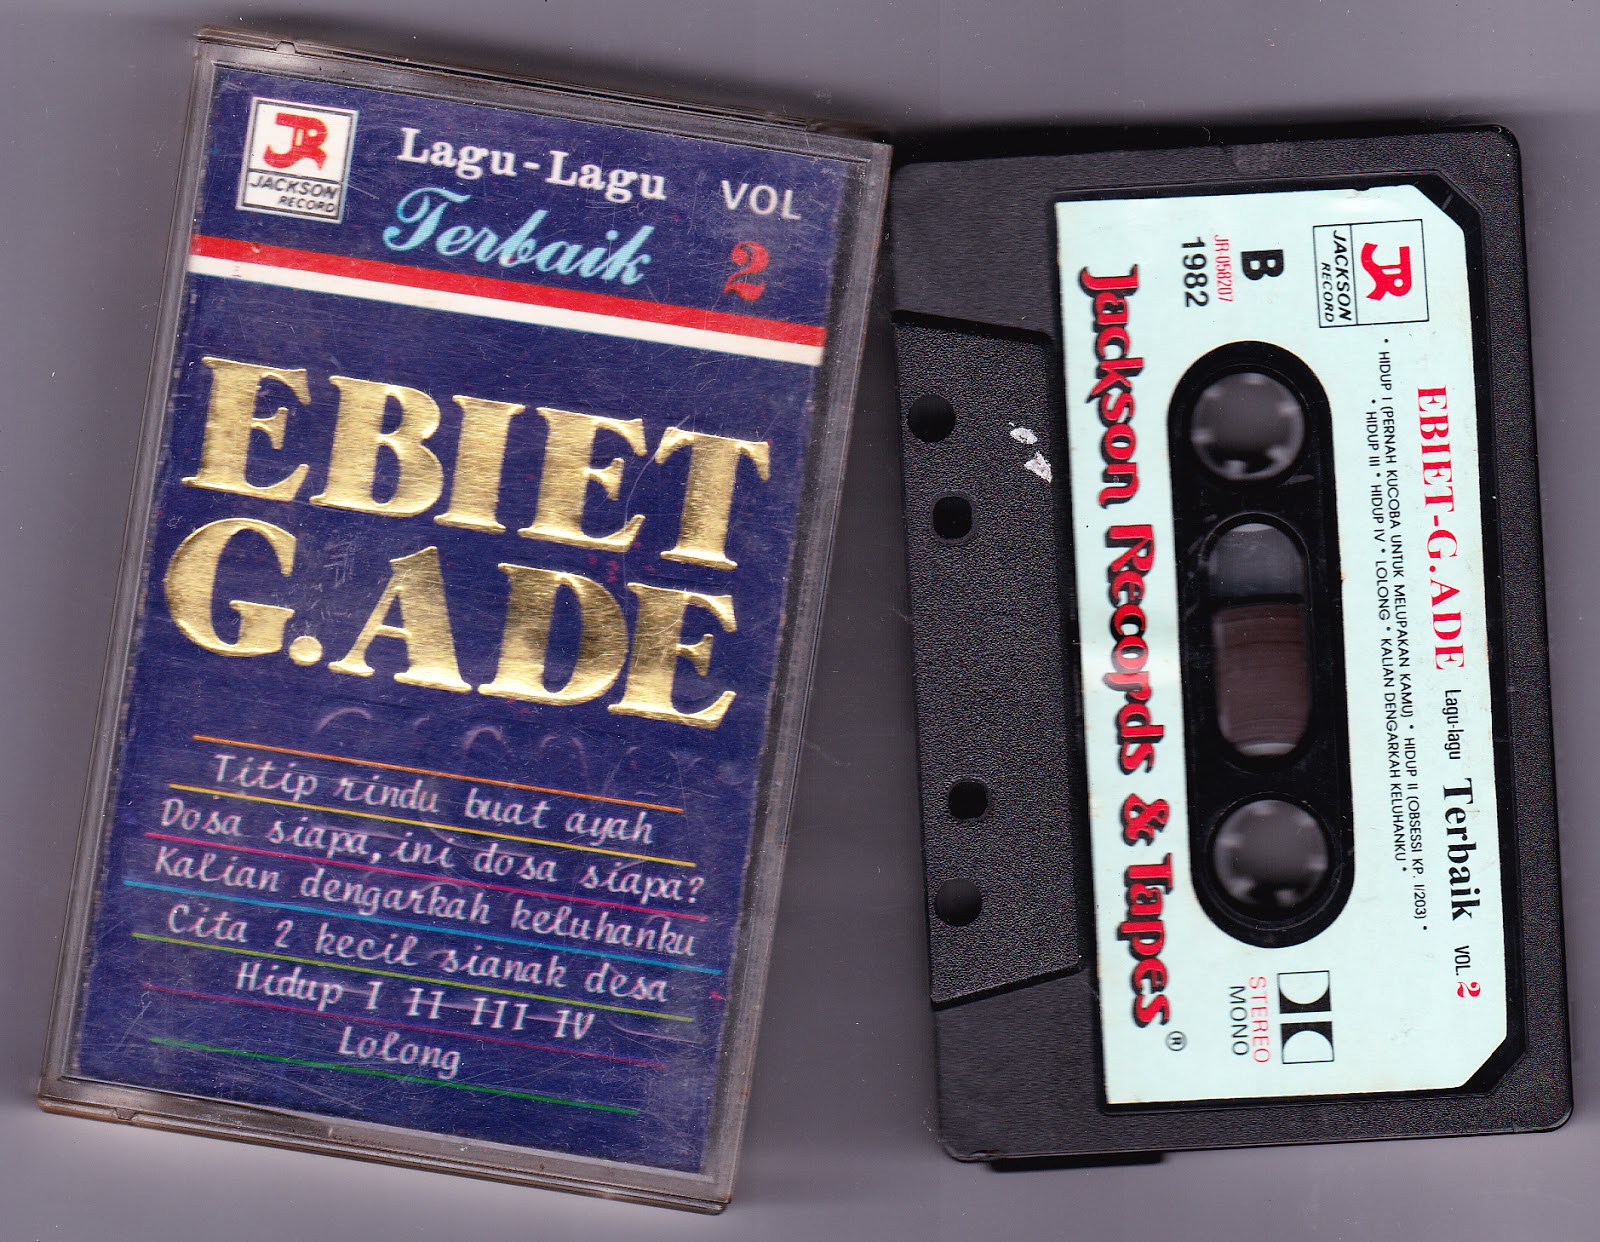 JR
JACKSON
RECORD
Lagu-Lagu
Terbaik
VOL
2
EBIET
G.ADE
Titip rindu buat ayah
Dosa siapa, ini dosa siapa?
Kalian dengarkah keluhanku
Cita 2 kecil sianak desa
Hidup I II III IV
Lolong
JR
JACKSON
RECORD
EBIET-G.ADE Lagu-lagu Terbaik VOL. 2
• HIDUP I (PERNAH KUCOBA UNTUK MELUPAKAN KAMU) • HIDUP II (OBSESSI KP. I/203) •
• HIDUP III • HIDUP IV • LOLONG • KALIAN DENGARKAH KELUHANKU •
B
JR-058207
1982
STEREO
MONO
Jackson Records & Tapes ®